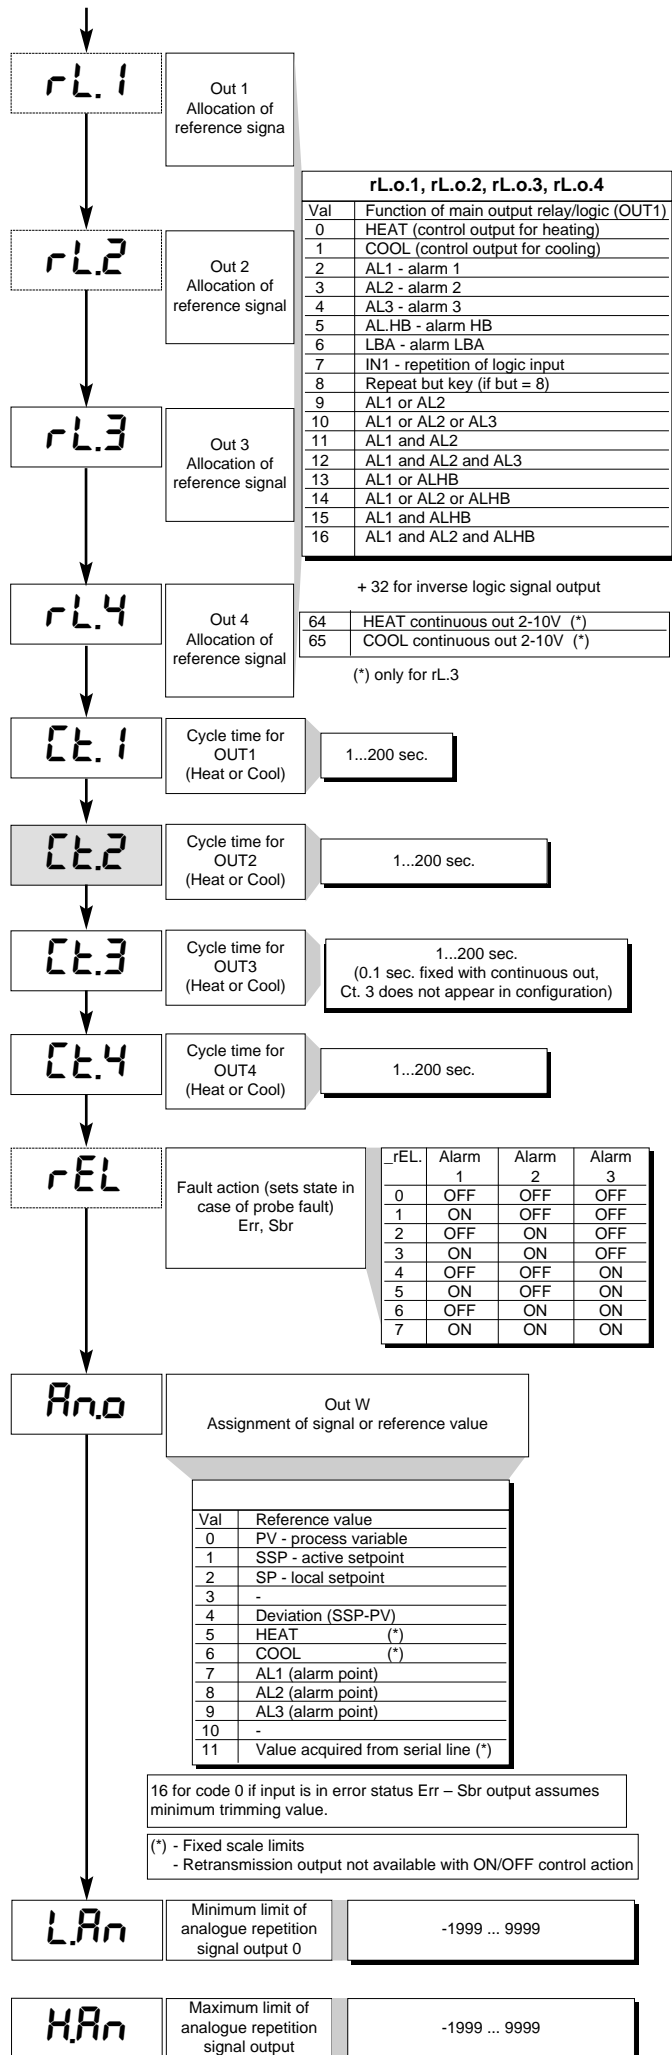 rL.1
Out 1
Allocation of
reference signa
rL.o.1, rL.o.2, rL.o.3, rL.o.4
Val Function of main output relay/logic (OUT1)
0 HEAT (control output for heating)
1 COOL (control output for cooling)
2 AL1 - alarm 1
3 AL2 - alarm 2
4 AL3 - alarm 3
5 AL.HB - alarm HB
6 LBA - alarm LBA
7 IN1 - repetition of logic input
8 Repeat but key (if but = 8)
9 AL1 or AL2
10 AL1 or AL2 or AL3
11 AL1 and AL2
12 AL1 and AL2 and AL3
13 AL1 or ALHB
14 AL1 or AL2 or ALHB
15 AL1 and ALHB
16 AL1 and AL2 and ALHB
rL.2
Out 2
Allocation of
reference signal
rL.3
Out 3
Allocation of
reference signal
+ 32 for inverse logic signal output
64 HEAT continuous out 2-10V (*)
65 COOL continuous out 2-10V (*)
(*) only for rL.3
rL.4
Out 4
Allocation of
reference signal
Ct.1
Cycle time for
OUT1
(Heat or Cool)
1...200 sec.
Ct.2
Cycle time for
OUT2
(Heat or Cool)
1...200 sec.
Ct.3
Cycle time for
OUT3
(Heat or Cool)
1...200 sec.
(0.1 sec. fixed with continuous out,
Ct. 3 does not appear in configuration)
Ct.4
Cycle time for
OUT4
(Heat or Cool)
1...200 sec.
rEL
Fault action (sets state in
case of probe fault)
Err, Sbr
_rEL. Alarm Alarm Alarm
1 2 3
0 OFF OFF OFF
1 ON OFF OFF
2 OFF ON OFF
3 ON ON OFF
4 OFF OFF ON
5 ON OFF ON
6 OFF ON ON
7 ON ON ON
An.o
Out W
Assignment of signal or reference value
Val Reference value
0 PV - process variable
1 SSP - active setpoint
2 SP - local setpoint
3 -
4 Deviation (SSP-PV)
5 HEAT (*)
6 COOL (*)
7 AL1 (alarm point)
8 AL2 (alarm point)
9 AL3 (alarm point)
10 -
11 Value acquired from serial line (*)
16 for code 0 if input is in error status Err – Sbr output assumes
minimum trimming value.
(*) - Fixed scale limits
- Retransmission output not available with ON/OFF control action
L.An
Minimum limit of
analogue repetition
signal output 0
-1999 ... 9999
H.An
Maximum limit of
analogue repetition
signal output
-1999 ... 9999